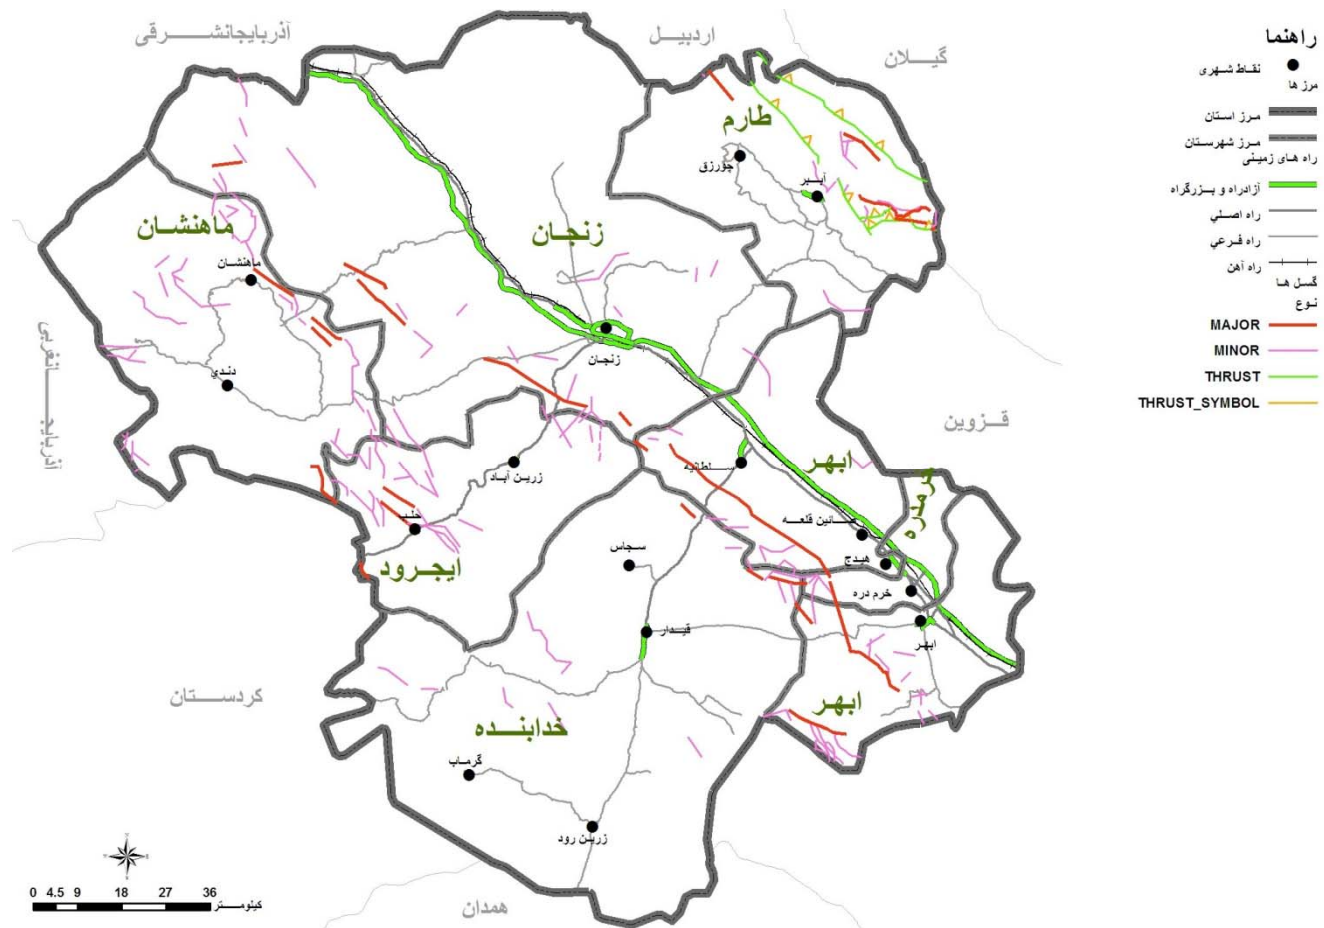 آذربایجانشرقی
اردبیل
گیلان
طارم
چورزق
آببر
ماهنشان
ماهنشان
زنجان
زنجان
دندي
آذربایجانغربی
قزوین
ابهر
سلطانیه
زرین آباد
حلب
ایجرود
سجاس
صائین قلعه
هیدج
خرم دره
خرمدره
ابهر
ابهر
قیدار
کردستان
خدابنده
گرماب
زرین رود
همدان
راهنما
نقاط شهری
مرز ها
مرز استان
مرز شهرستان
راه های زمینی
آزادراه و بزرگراه
راه اصلي
راه فرعي
راه آهن
گسل ها
نوع
MAJOR
MINOR
THRUST
THRUST_SYMBOL
0 4.5 9 18 27 36
کیلومتر